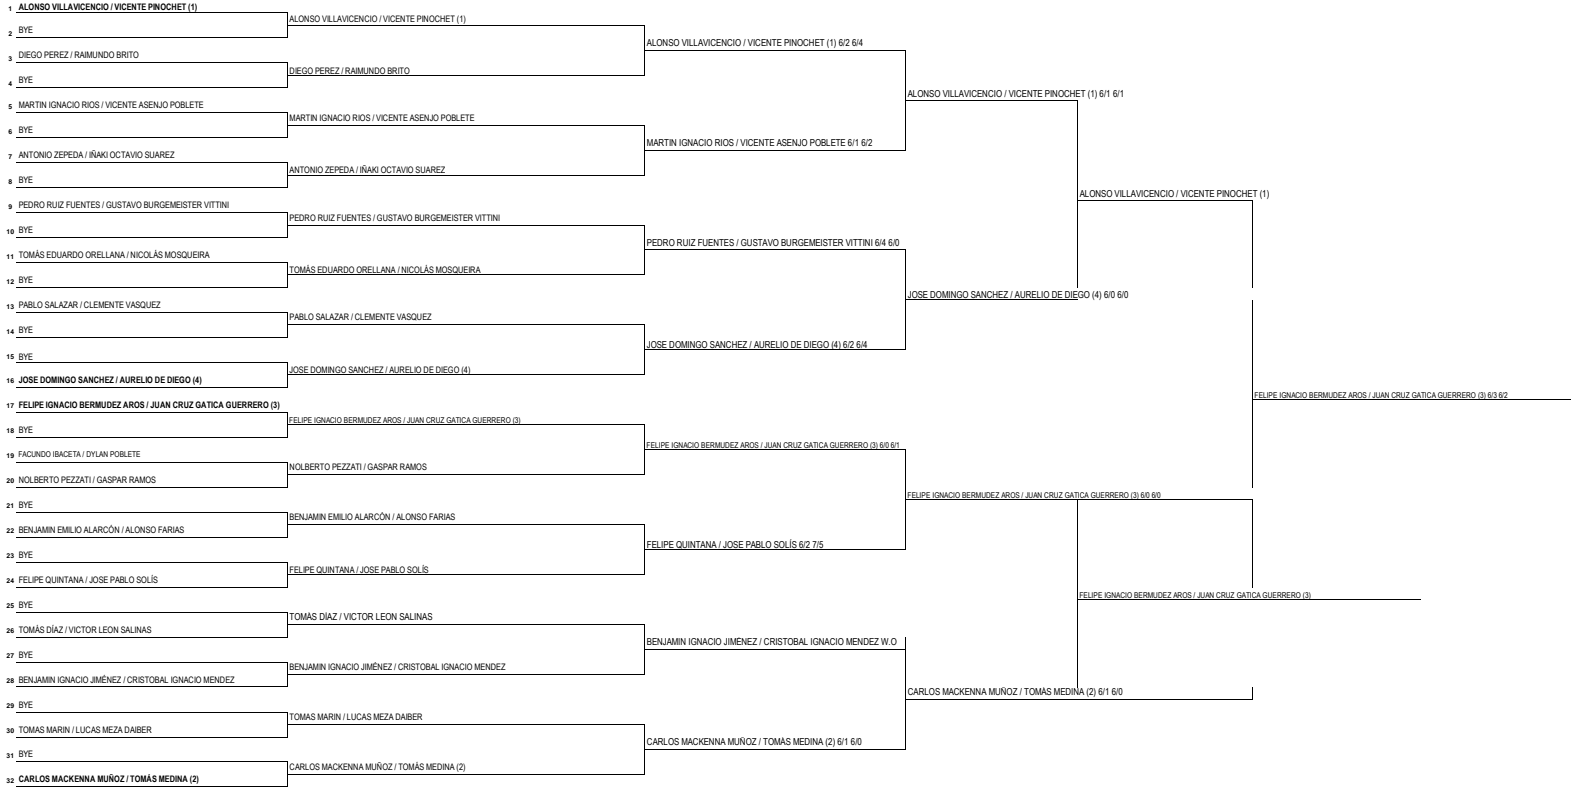 1 ALONSO VILLAVICENCIO / VICENTE PINOCHET (1)
2 BYE
3 DIEGO PEREZ / RAIMUNDO BRITO
4 BYE
5 MARTIN IGNACIO RIOS / VICENTE ASENJO POBLETE
6 BYE
7 ANTONIO ZEPEDA / IÑAKI OCTAVIO SUAREZ
8 BYE
9 PEDRO RUIZ FUENTES / GUSTAVO BURGEMEISTER VITTINI
10 BYE
11 TOMÁS EDUARDO ORELLANA / NICOLÁS MOSQUEIRA
12 BYE
13 PABLO SALAZAR / CLEMENTE VASQUEZ
14 BYE
15 BYE
16 JOSE DOMINGO SANCHEZ / AURELIO DE DIEGO (4)
17 FELIPE IGNACIO BERMUDEZ AROS / JUAN CRUZ GATICA GUERRERO (3)
18 BYE
19 FACUNDO IBACETA / DYLAN POBLETE
20 NOLBERTO PEZZATI / GASPAR RAMOS
21 BYE
22 BENJAMIN EMILIO ALARCÓN / ALONSO FARIAS
23 BYE
24 FELIPE QUINTANA / JOSE PABLO SOLÍS
25 BYE
26 TOMÁS DÍAZ / VICTOR LEON SALINAS
27 BYE
28 BENJAMIN IGNACIO JIMÉNEZ / CRISTOBAL IGNACIO MENDEZ
29 BYE
30 TOMAS MARIN / LUCAS MEZA DAIBER
31 BYE
32 CARLOS MACKENNA MUÑOZ / TOMÁS MEDINA (2)
ALONSO VILLAVICENCIO / VICENTE PINOCHET (1)
DIEGO PEREZ / RAIMUNDO BRITO
MARTIN IGNACIO RIOS / VICENTE ASENJO POBLETE
ANTONIO ZEPEDA / IÑAKI OCTAVIO SUAREZ
PEDRO RUIZ FUENTES / GUSTAVO BURGEMEISTER VITTINI
TOMÁS EDUARDO ORELLANA / NICOLÁS MOSQUEIRA
PABLO SALAZAR / CLEMENTE VASQUEZ
JOSE DOMINGO SANCHEZ / AURELIO DE DIEGO (4)
FELIPE IGNACIO BERMUDEZ AROS / JUAN CRUZ GATICA GUERRERO (3)
NOLBERTO PEZZATI / GASPAR RAMOS
BENJAMIN EMILIO ALARCÓN / ALONSO FARIAS
FELIPE QUINTANA / JOSE PABLO SOLÍS
TOMÁS DÍAZ / VICTOR LEON SALINAS
BENJAMIN IGNACIO JIMÉNEZ / CRISTOBAL IGNACIO MENDEZ
TOMAS MARIN / LUCAS MEZA DAIBER
CARLOS MACKENNA MUÑOZ / TOMÁS MEDINA (2)
ALONSO VILLAVICENCIO / VICENTE PINOCHET (1) 6/2 6/4
MARTIN IGNACIO RIOS / VICENTE ASENJO POBLETE 6/1 6/2
PEDRO RUIZ FUENTES / GUSTAVO BURGEMEISTER VITTINI 6/4 6/0
JOSE DOMINGO SANCHEZ / AURELIO DE DIEGO (4) 6/2 6/4
FELIPE IGNACIO BERMUDEZ AROS / JUAN CRUZ GATICA GUERRERO (3) 6/0 6/1
FELIPE QUINTANA / JOSE PABLO SOLÍS 6/2 7/5
BENJAMIN IGNACIO JIMÉNEZ / CRISTOBAL IGNACIO MENDEZ W.O
CARLOS MACKENNA MUÑOZ / TOMÁS MEDINA (2) 6/1 6/0
ALONSO VILLAVICENCIO / VICENTE PINOCHET (1) 6/1 6/1
JOSE DOMINGO SANCHEZ / AURELIO DE DIEGO (4) 6/0 6/0
FELIPE IGNACIO BERMUDEZ AROS / JUAN CRUZ GATICA GUERRERO (3) 6/0 6/0
CARLOS MACKENNA MUÑOZ / TOMÁS MEDINA (2) 6/1 6/0
ALONSO VILLAVICENCIO / VICENTE PINOCHET (1)
FELIPE IGNACIO BERMUDEZ AROS / JUAN CRUZ GATICA GUERRERO (3)
FELIPE IGNACIO BERMUDEZ AROS / JUAN CRUZ GATICA GUERRERO (3) 6/3 6/2